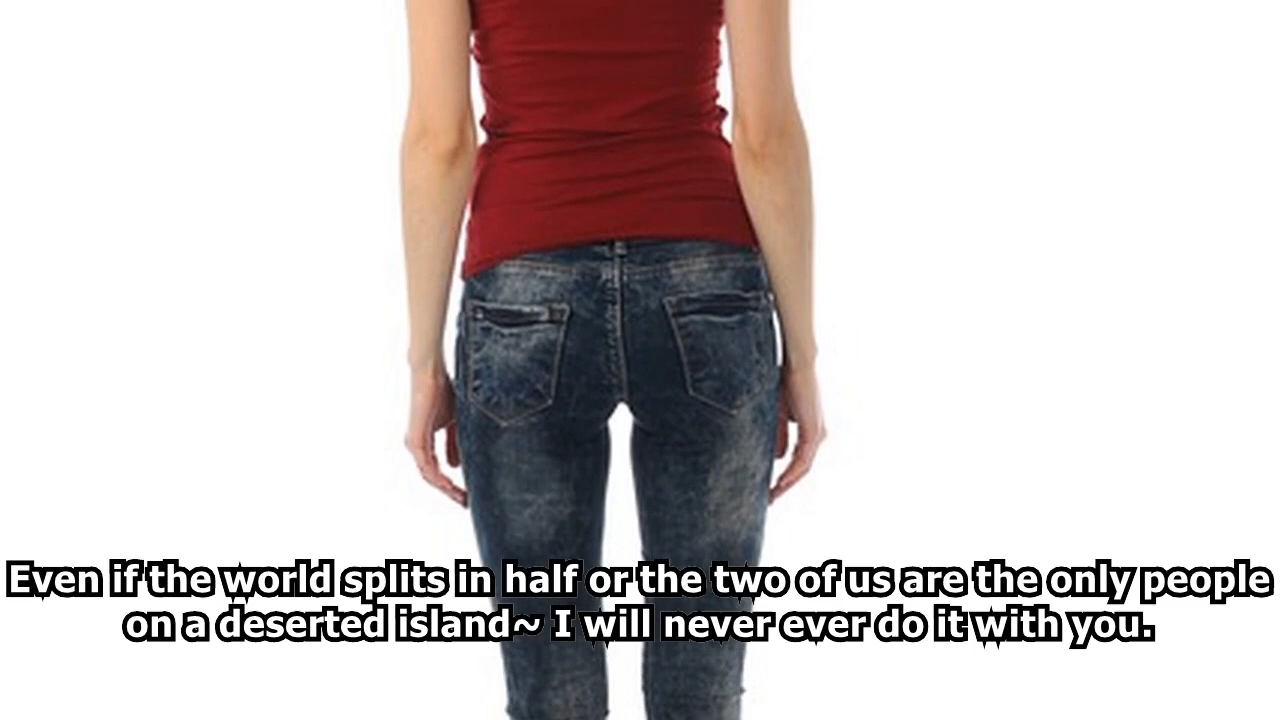 Even if the world splits in half or the two of us are the only people
on a deserted island~ I will never ever do it with you.